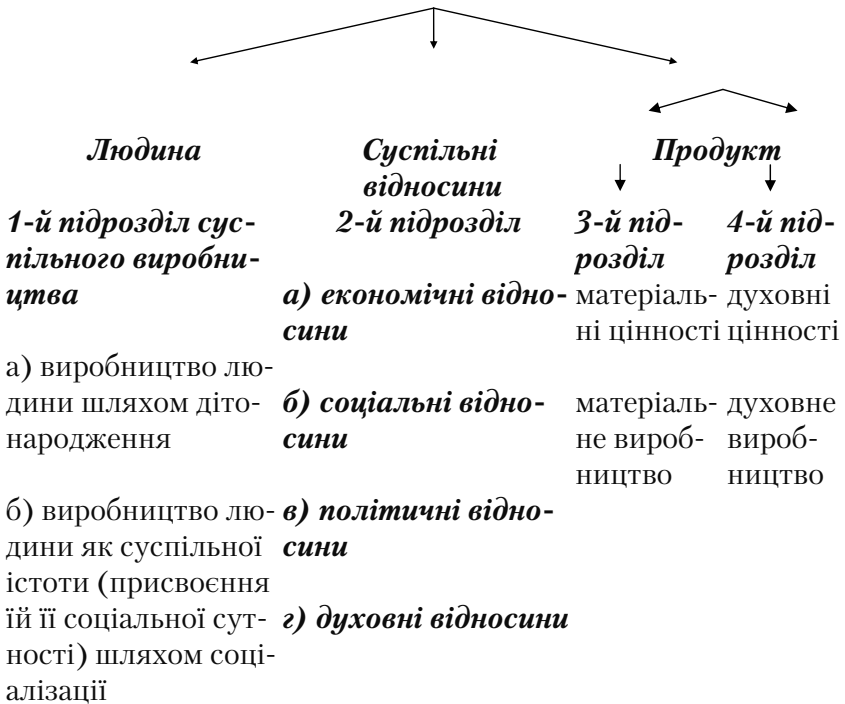 Людина
1-й підрозділ сус-
пільного виробни-
цтва
а) виробництво лю-
дини шляхом діто-
народження
б) виробництво лю-
дини як суспільної
істоти (присвоєння
їй її соціальної сут-
ності) шляхом соці-
алізації
Суспільні
відносини
2-й підрозділ
а) економічні відно-
сини
б) соціальні відно-
сини
в) політичні відно-
сини
г) духовні відносини
Продукт
3-й під-
розділ
матеріаль-
ні цінності
матеріаль-
не вироб-
ництво
4-й під-
розділ
духовні
цінності
духовне
вироб-
ництво